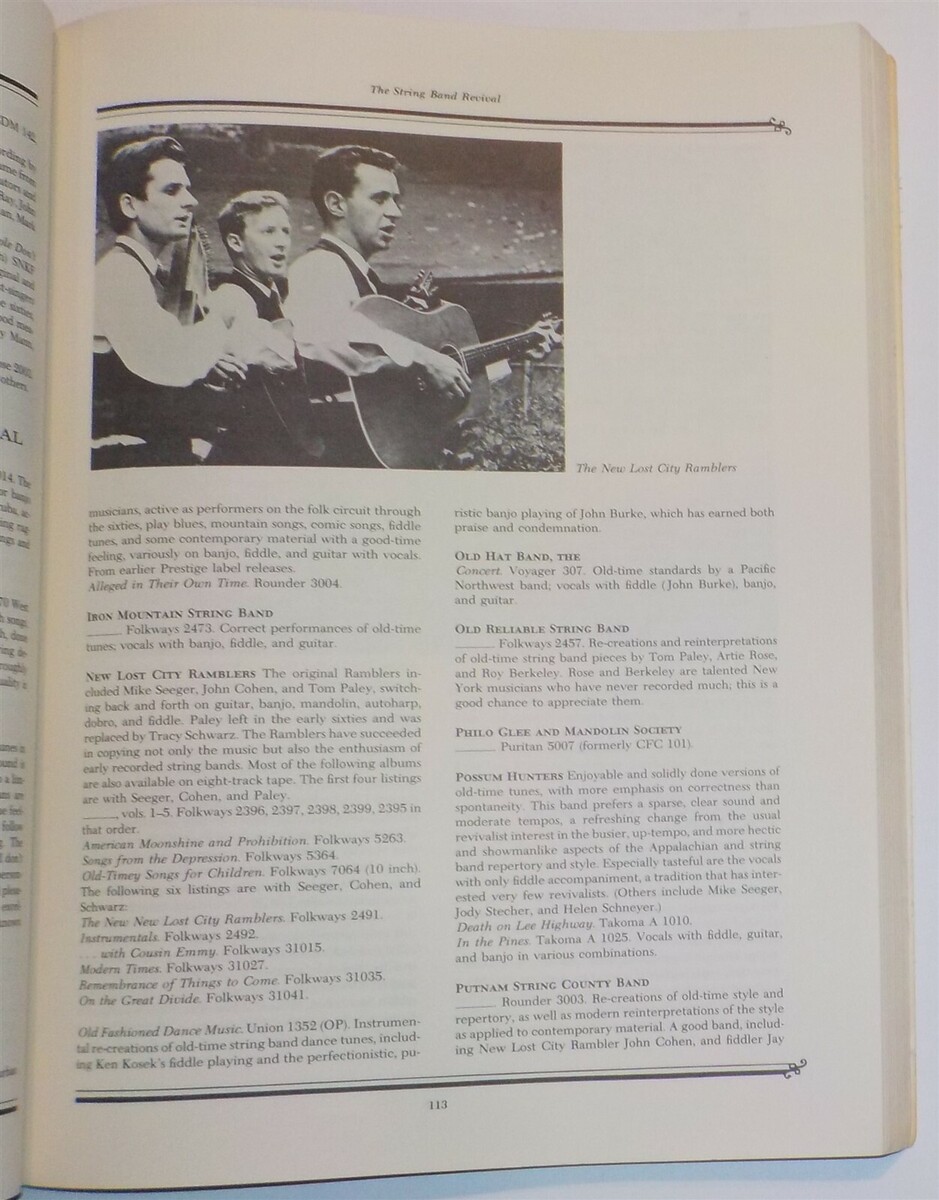 The String Band Revival
The New Lost City Ramblers
musicians, active as performers on the folk circuit through
the sixties, play blues, mountain songs, comic songs, fiddle
tunes, and some contemporary material with a good-time
feeling, variously on banjo, fiddle, and guitar with vocals.
From earlier Prestige label releases.
Alleged in Their Own Time. Rounder 3004.
IRON MOUNTAIN STRING BAND
______ Folkways 2473. Correct performances of old-time
tunes; vocals with banjo, fiddle, and guitar.
NEW LOST CITY RAMBLERS The original Ramblers in-
cluded Mike Seeger, John Cohen, and Tom Paley, switch-
ing back and forth on guitar, banjo, mandolin, autoharp,
dobro, and fiddle. Paley left in the early sixties and was
replaced by Tracy Schwarz. The Ramblers have succeeded
in copying not only the music but also the enthusiasm of
early recorded string bands. Most of the following albums
are also available on eight-track tape. The first four listings
are with Seeger, Cohen, and Paley.
______, vols. 1–5. Folkways 2396, 2397, 2398, 2399, 2395 in
that order.
American Moonshine and Prohibition. Folkways 5263.
Songs from the Depression. Folkways 5364.
Old-Timey Songs for Children. Folkways 7064 (10 inch).
The following six listings are with Seeger, Cohen, and
Schwarz:
The New New Lost City Ramblers. Folkways 2491.
Instrumentals. Folkways 2492.
. . . with Cousin Emmy. Folkways 31015.
Modern Times. Folkways 31027.
Remembrance of Things to Come. Folkways 31035.
On the Great Divide. Folkways 31041.
Old Fashioned Dance Music. Union 1352 (OP). Instrumen-
tal re-creations of old-time string band dance tunes, includ-
ing Ken Kosek's fiddle playing and the perfectionistic, pu-
ristic banjo playing of John Burke, which has earned both
praise and condemnation.
OLD HAT BAND, THE
Concert. Voyager 307. Old-time standards by a Pacific
Northwest band; vocals with fiddle (John Burke), banjo,
and guitar.
OLD RELIABLE STRING BAND
______ Folkways 2457. Re-creations and reinterpretations
of old-time string band pieces by Tom Paley, Artie Rose,
and Roy Berkeley. Rose and Berkeley are talented New
York musicians who have never recorded much; this is a
good chance to appreciate them.
PHILO GLEE AND MANDOLIN SOCIETY
______ Puritan 5007 (formerly CFC 101).
POSSUM HUNTERS Enjoyable and solidly done versions of
old-time tunes, with more emphasis on correctness than
spontaneity. This band prefers a sparse, clear sound and
moderate tempos, a refreshing change from the usual
revivalist interest in the busier, up-tempo, and more hectic
and showmanlike aspects of the Appalachian and string
band repertory and style. Especially tasteful are the vocals
with only fiddle accompaniment, a tradition that has inter-
ested very few revivalists. (Others include Mike Seeger,
Jody Stecher, and Helen Schneyer.)
Death on Lee Highway. Takoma A 1010.
In the Pines. Takoma A 1025. Vocals with fiddle, guitar,
and banjo in various combinations.
PUTNAM STRING COUNTY BAND
______ Rounder 3003. Re-creations of old-time style and
repertory, as well as modern reinterpretations of the style
as applied to contemporary material. A good band, includ-
ing New Lost City Rambler John Cohen, and fiddler Jay
113